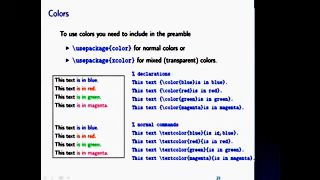 Colors
To use colors you need to include in the preamble
\usepackage{color} for normal colors or
\usepackage{xcolor} for mixed (transparent) colors.
This text is in blue.
This text is in red.
This text is in green.
This text is in magenta.
This text is in blue.
This text is in red.
This text is in green.
This text is in magenta.
% declarations
This text {\color{blue}is in blue}.
This text {\color{red}is in red}.
This text {\color{green}is in green}.
This text {\color{magenta}is in magenta}.
% normal commands
This text \textcolor{blue}{is in blue}.
This text \textcolor{red}{is in red}.
This text \textcolor{green}{is in green}.
This text \textcolor{magenta}{is in magenta}.